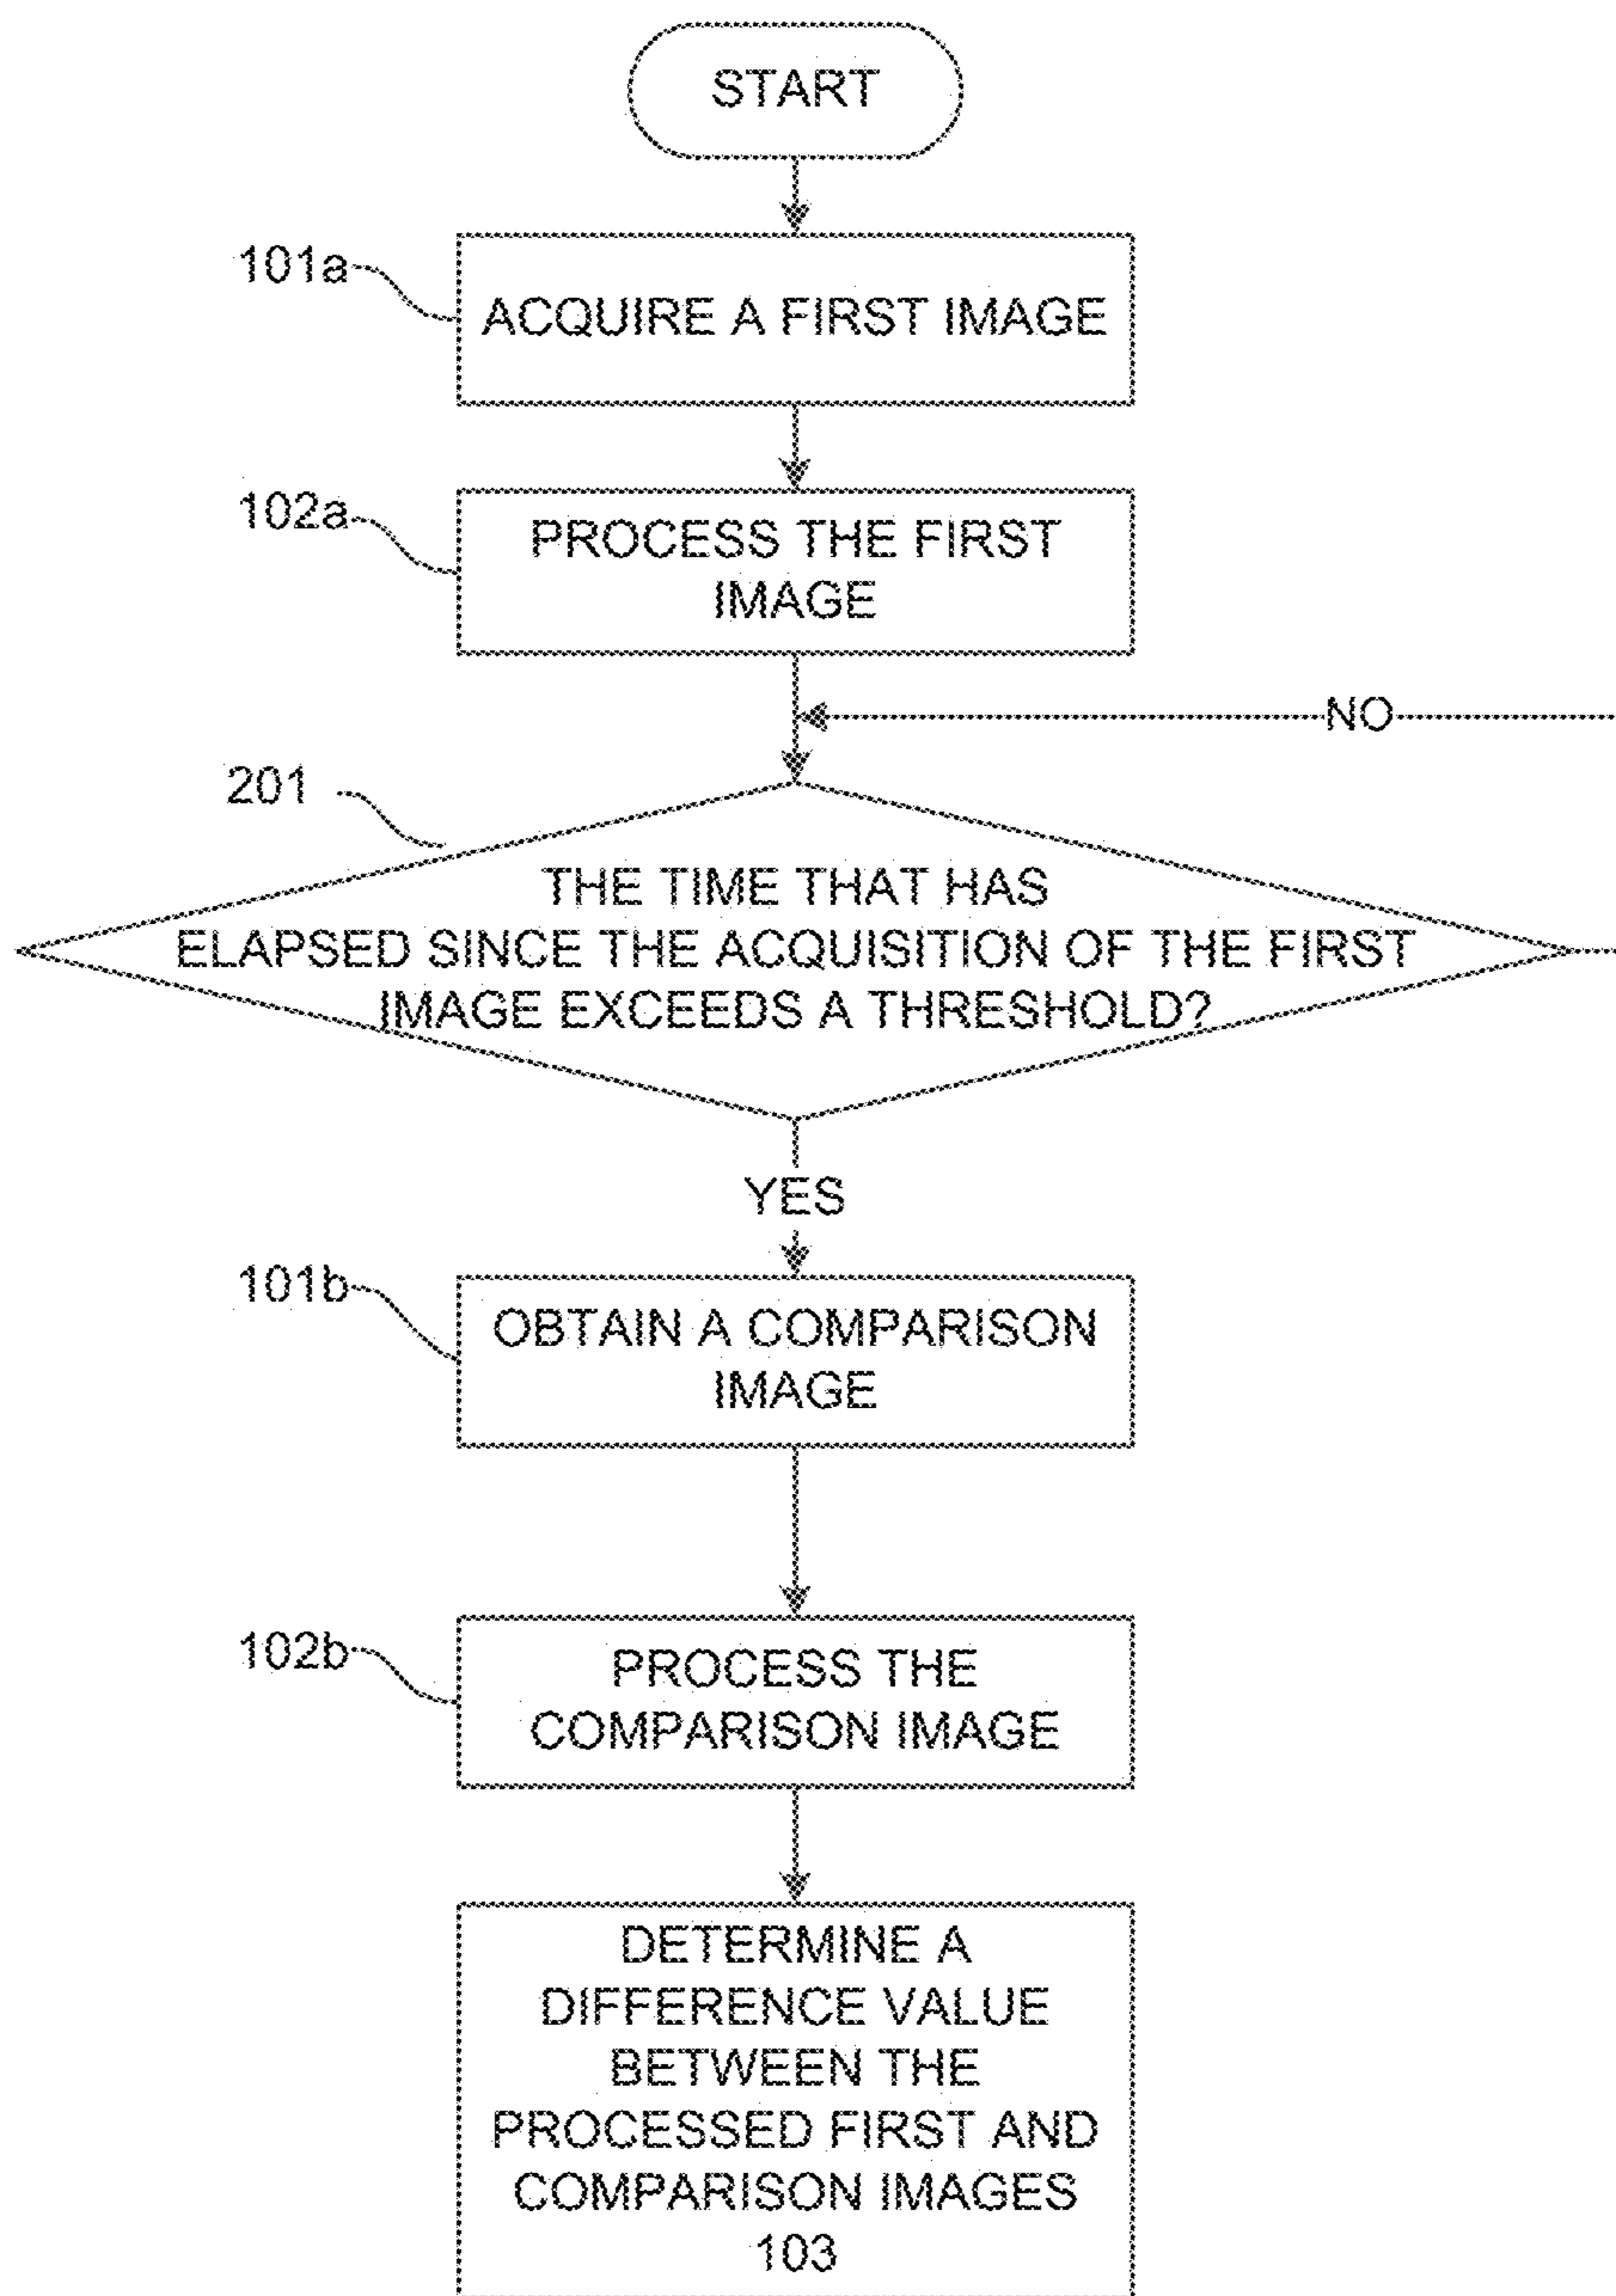 START
101a
ACQUIRE A FIRST IMAGE
102a
PROCESS THE FIRST
IMAGE
NO
201
THE TIME THAT HAS
ELAPSED SINCE THE ACQUISITION OF THE FIRST
IMAGE EXCEEDS A THRESHOLD?
YES
101b
OBTAIN A COMPARISON
IMAGE
102b
PROCESS THE
COMPARISON IMAGE
DETERMINE A
DIFFERENCE VALUE
BETWEEN THE
PROCESSED FIRST AND
COMPARISON IMAGES
103